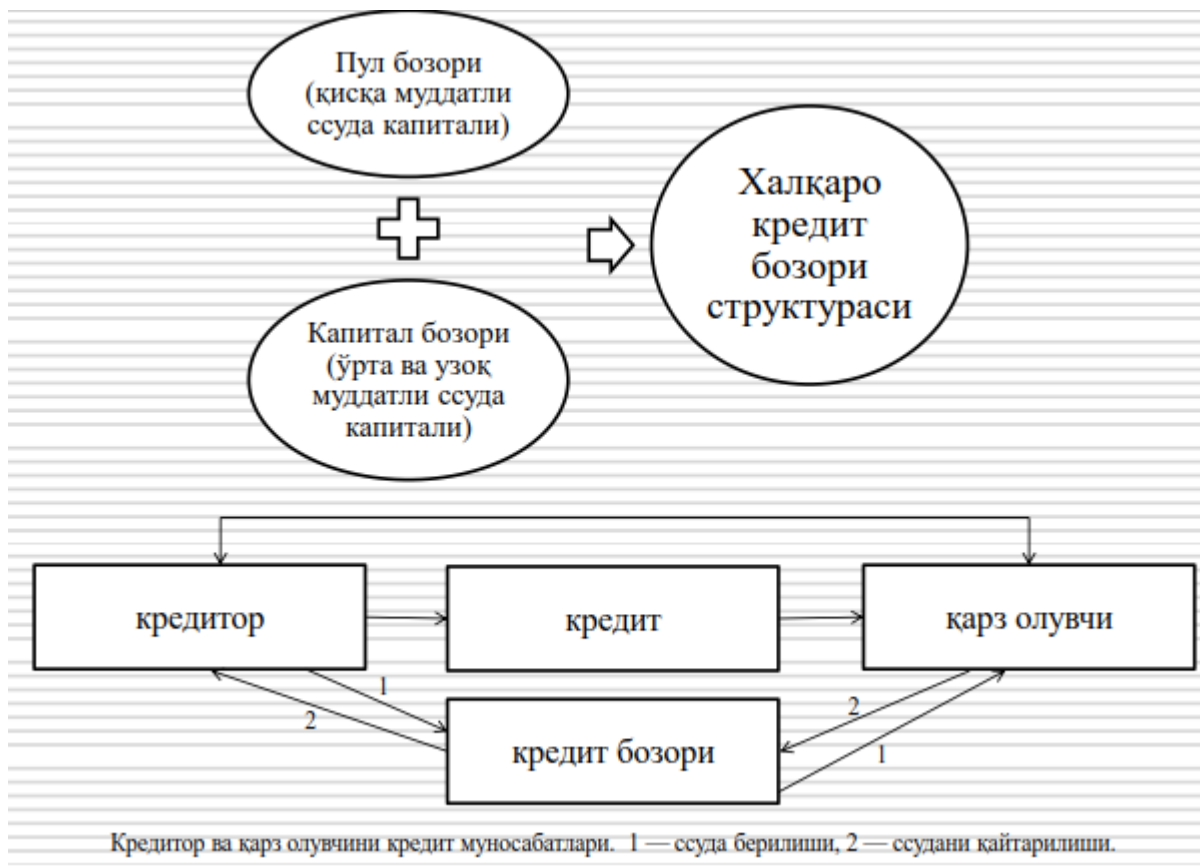 Пул бозори
(қисқа муддатли
ссуда капитали)
Халқаро
кредит
бозори
структураси
Капитал бозори
(ўрта ва узоқ
муддатли ссуда
капитали)
кредитор
кредит
қарз олувчи
1
2
2
1
кредит бозори
Кредитор ва қарз олувчини кредит муносабатлари. 1 — ссуда берилиши, 2 — ссудани қайтарилиши.